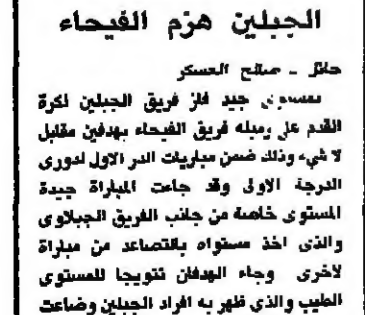 الجبلين هزم الفيحاء
حائل ـ صالح العسكر
بمستوى جيد فاز فريق الجبلين لكرة
القدم على زميله فريق الفيحاء بهدفين مقابل
لا شيء وذلك ضمن مباريات الدر الاول لدوري
الدرجة الاولى وقد جاءت المباراة جيدة
المستوى خاصة من جانب الفريق الجبلاوي
والذى اخذ مستواه بالتصاعد من مباراة
لاخرى وجاء الهدفان تتويجا للمستوى
الطيب والذي ظهر به افراد الجبلين وضاعت